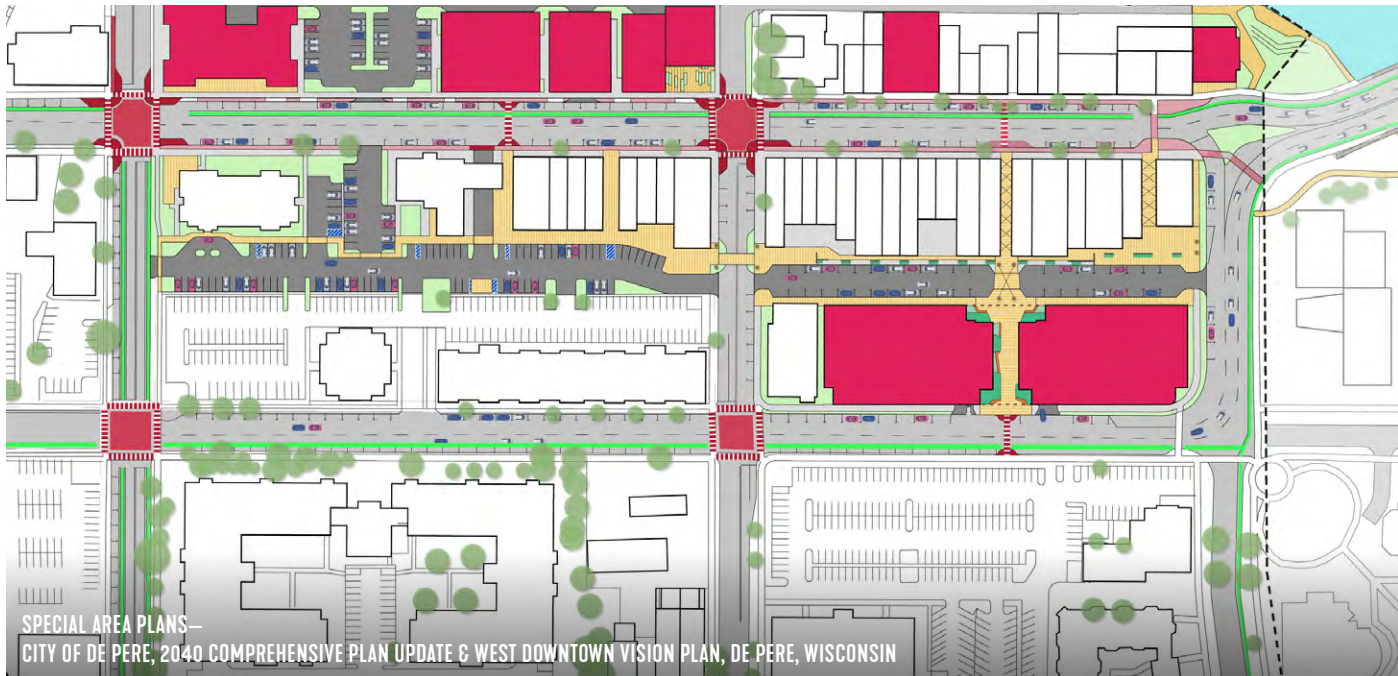 SPECIAL AREA PLANS—
CITY OF DE PERE, 2040 COMPREHENSIVE PLAN UPDATE & WEST DOWNTOWN VISION PLAN, DE PERE, WISCONSIN